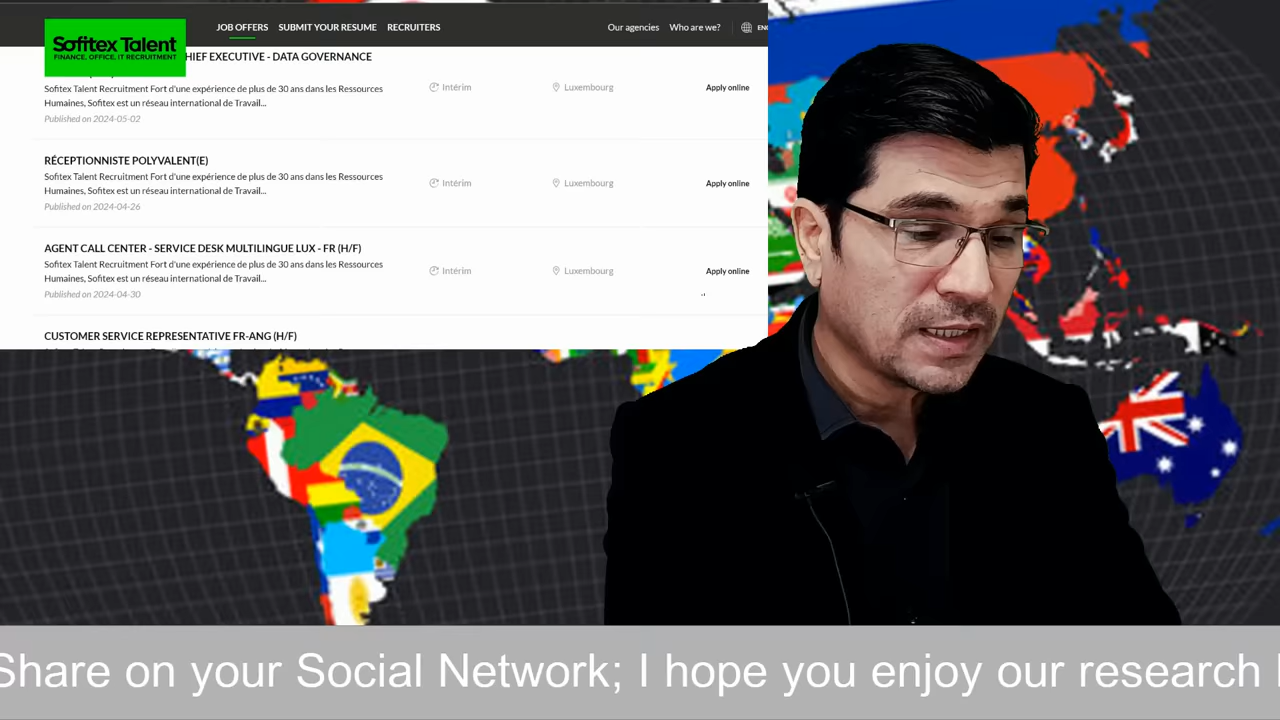 JOB OFFERS SUBMIT YOUR RESUME RECRUITERS Our agencies Who are we?
Sofitex Talent
FINANCE, OFFICE, IT RECRUITMENT
HIEF EXECUTIVE - DATA GOVERNANCE
Sofitex Talent Recruitment Fort d'une expérience de plus de 30 ans dans les Ressources
Humaines, Sofitex est un réseau international de Travail...
Published on 2024-05-02
Intérim
Luxembourg
Apply online
RÉCEPTIONNISTE POLYVALENT(E)
Sofitex Talent Recruitment Fort d'une expérience de plus de 30 ans dans les Ressources
Humaines, Sofitex est un réseau international de Travail...
Published on 2024-04-26
Intérim
Luxembourg
Apply online
AGENT CALL CENTER - SERVICE DESK MULTILINGUE LUX - FR (H/F)
Sofitex Talent Recruitment Fort d'une expérience de plus de 30 ans dans les Ressources
Humaines, Sofitex est un réseau international de Travail...
Published on 2024-04-30
Intérim
Luxembourg
Apply online
CUSTOMER SERVICE REPRESENTATIVE FR-ANG (H/F)
Share on your Social Network; I hope you enjoy our research